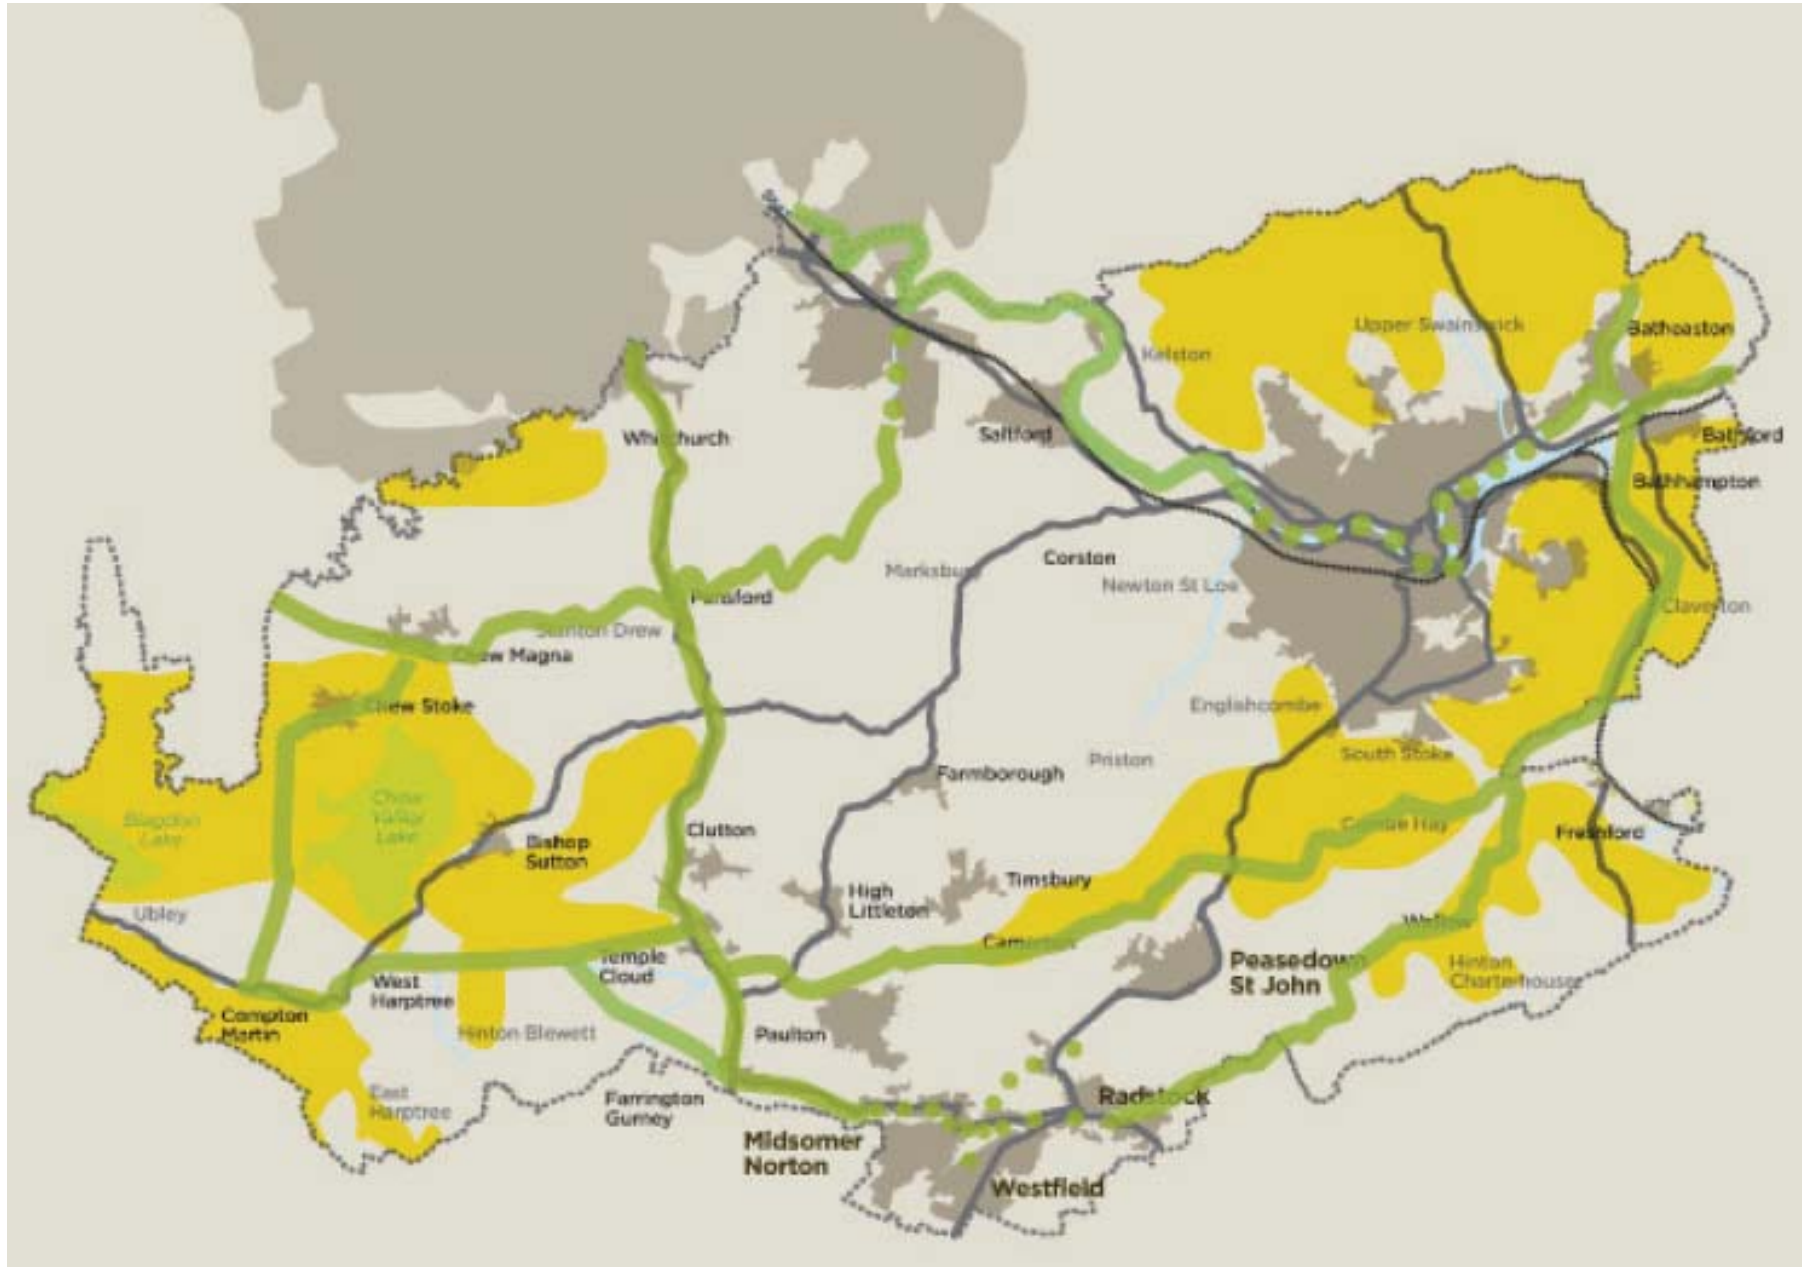 Upper Swainswick
Batheaston
Kelston
Whitchurch
Saltford
Bathford
Bathhampton
Corston
Marksbury
Newton St Loe
Pensford
Claverton
Stanton Drew
Chew Magna
Chew Stoke
Englishcombe
South Stoke
Priston
Farmborough
Blagdon
Lake
Chew
Valley
Lake
Clutton
Combe Hay
Freshford
Bishop
Sutton
Timsbury
High
Littleton
Ubley
Wellow
Camerton
Temple
Cloud
Peasedown
St John
Hinton
Charterhouse
West
Harptree
Compton
Martin
Hinton Blewett
Paulton
East
Harptree
Farrington
Gurney
Radstock
Midsomer
Norton
Westfield